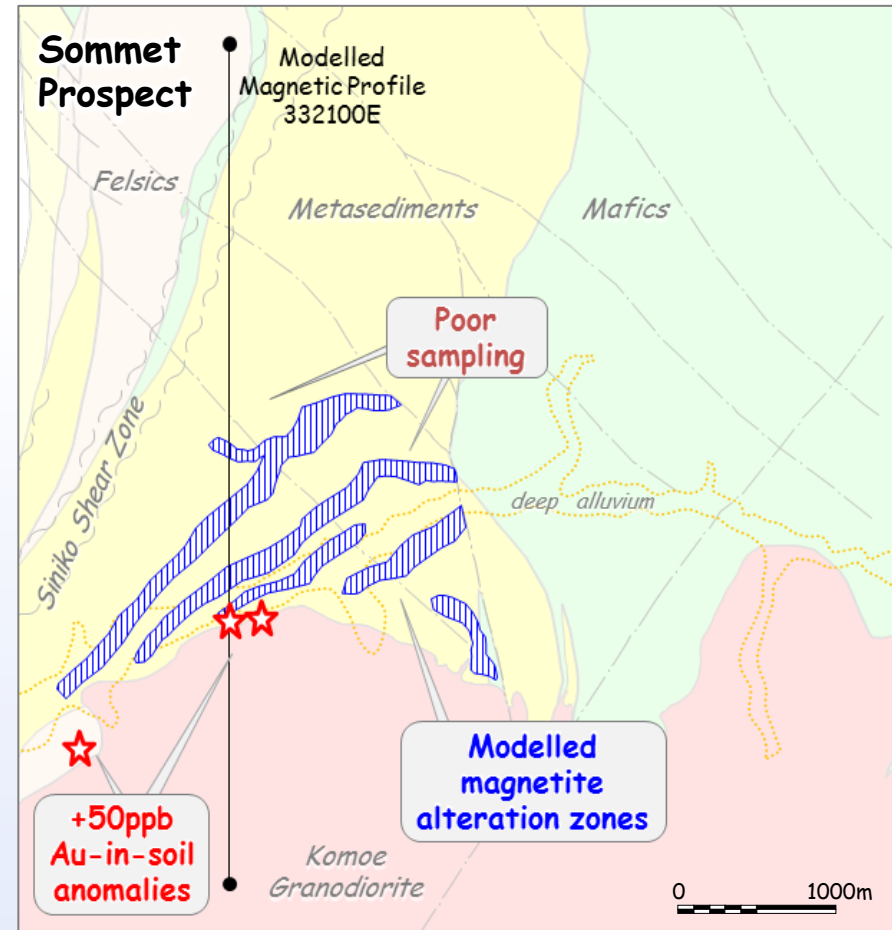 Sommet
Prospect
Modelled
Magnetic Profile
332100E
Felsics
Metasediments
Mafics
Poor
sampling
Siniko Shear Zone
deep alluvium
Modelled
magnetite
alteration zones
+50ppb
Au-in-soil
anomalies
Komoe
Granodiorite
0 1000m